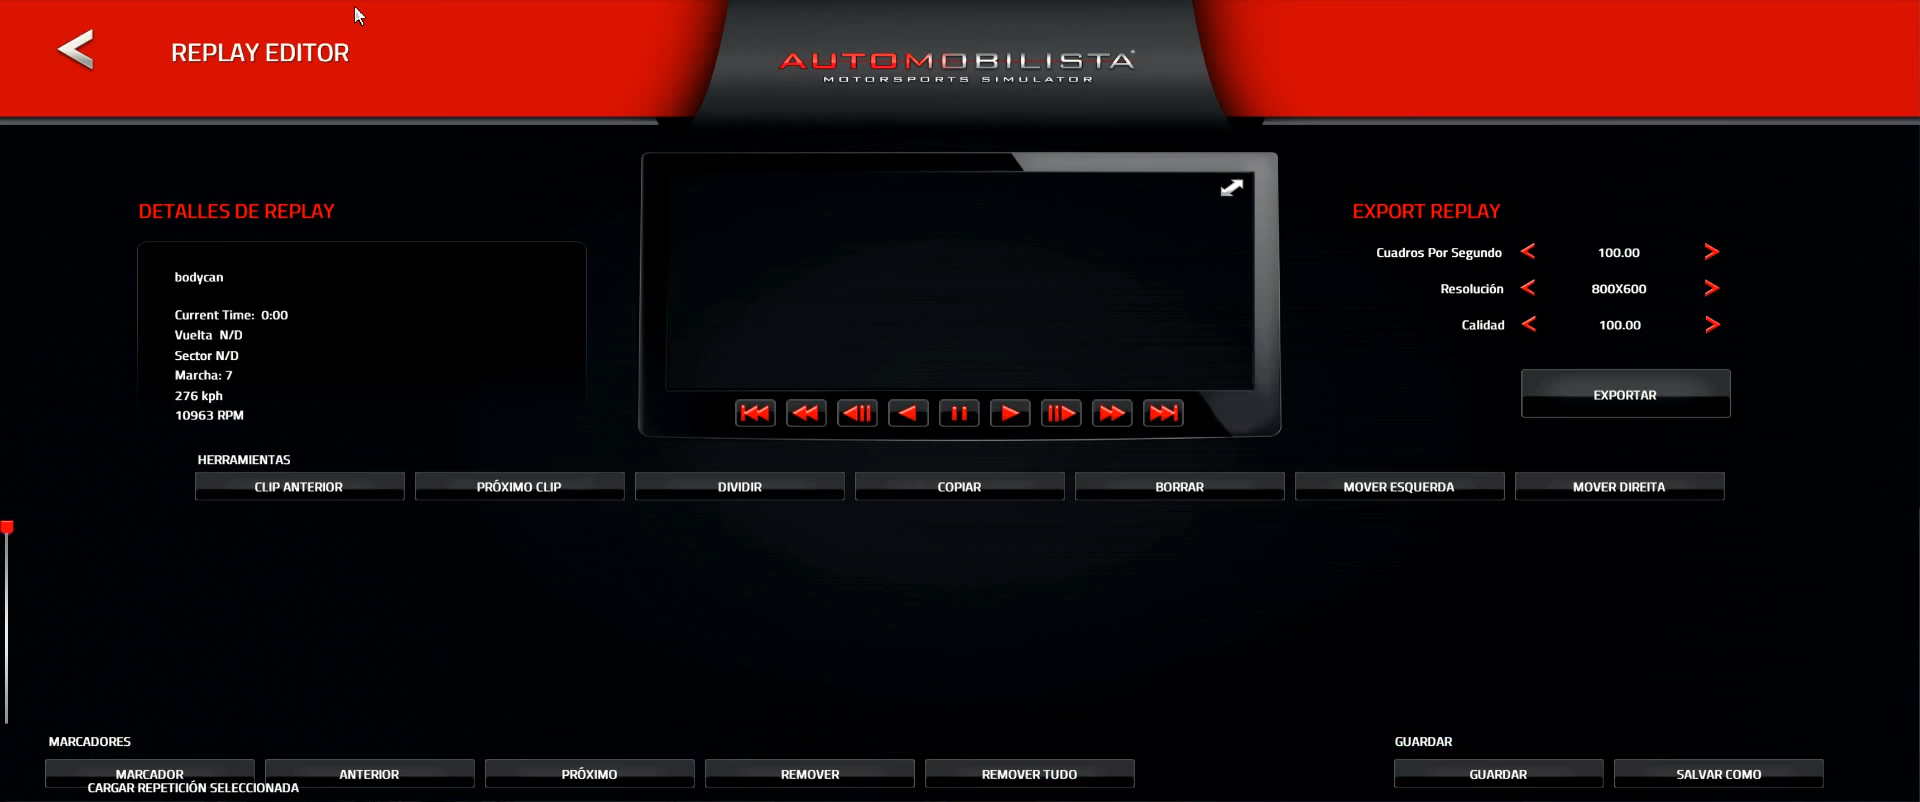 REPLAY EDITOR
AUTOMOBILISTA
MOTORSPORTS SIMULATOR
DETALLES DE REPLAY
bodycan
Current Time: 0:00
Vuelta N/D
Sector N/D
Marcha: 7
276 kph
10963 RPM
EXPORT REPLAY
Cuadros Por Segundo 100.00
Resolución 800X600
Calidad 100.00
EXPORTAR
HERRAMIENTAS
CLIP ANTERIOR PRÓXIMO CLIP DIVIDIR COPIAR BORRAR MOVER ESQUERDA MOVER DIREITA
MARCADORES
MARCADOR ANTERIOR PRÓXIMO REMOVER REMOVER TUDO
CARGAR REPETICIÓN SELECCIONADA
GUARDAR
GUARDAR SALVAR COMO